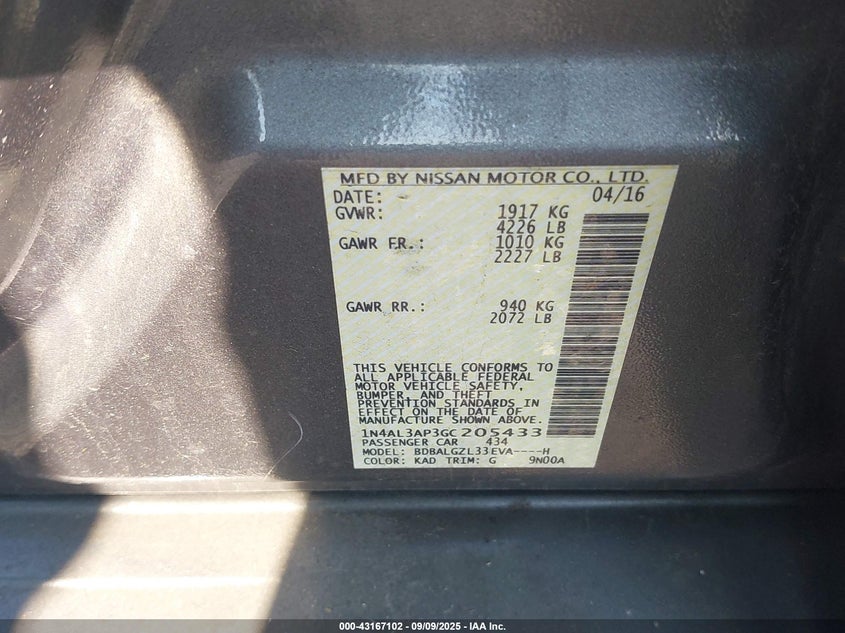 MFD BY NISSAN MOTOR CO., LTD.
DATE: 04/16
GVWR: 1917 KG
4226 LB
GAWR FR.: 1010 KG
2227 LB
GAWR RR.: 940 KG
2072 LB
THIS VEHICLE CONFORMS TO
ALL APPLICABLE FEDERAL
MOTOR VEHICLE SAFETY,
BUMPER, AND THEFT
PREVENTION STANDARDS IN
EFFECT ON THE DATE OF
MANUFACTURE SHOWN ABOVE.
1N4AL3AP3GC205433
PASSENGER CAR 434
MODEL: BDBALGZL33EVA----H
COLOR: KAD TRIM: G 9N00A
000-43167102 - 09/09/2025 - IAA Inc.